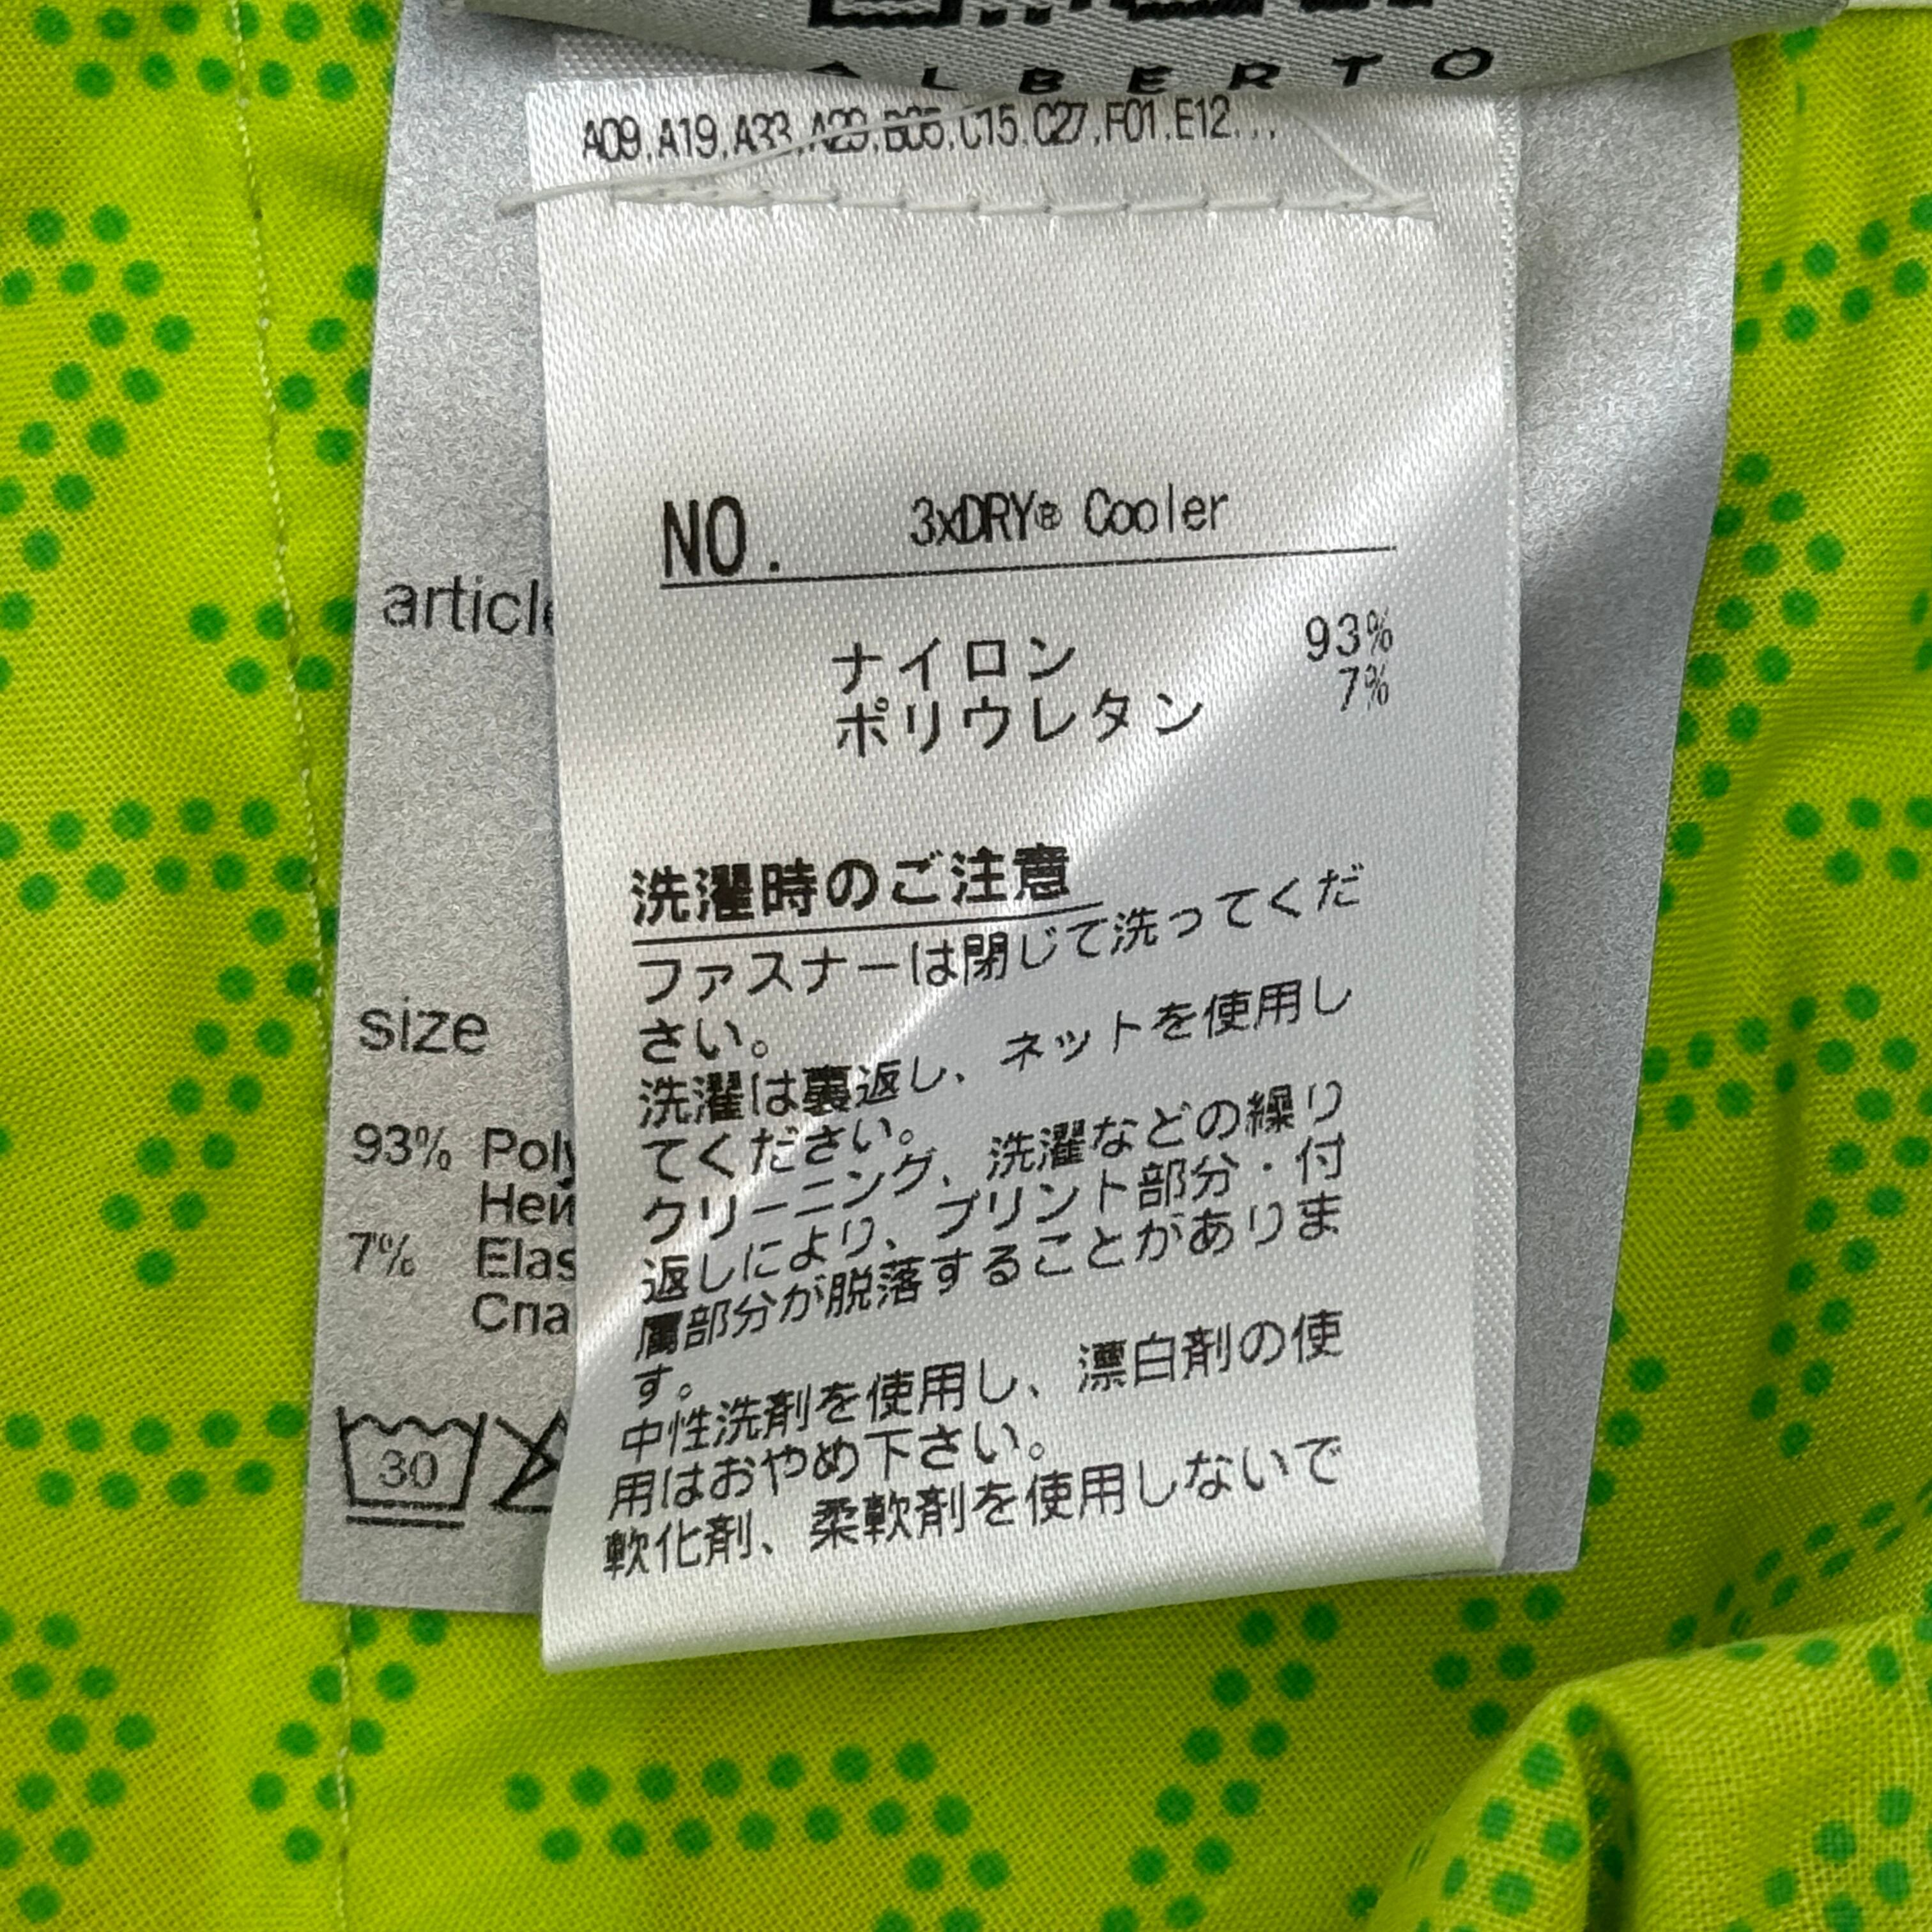 ALBERTO
A09.A19.A33.A29.B05.C15.C27.F01.E12...
NO. 3xDRY® Cooler
ナイロン 93%
ポリウレタン 7%
洗濯時のご注意
ファスナーは閉じて洗ってくだ
さい。
洗濯は裏返し、ネットを使用し
てください。
クリーニング、洗濯などの繰り
返しにより、プリント部分・付
属部分が脱落することがありま
す。
中性洗剤を使用し、漂白剤の使
用はおやめ下さい。
軟化剤、柔軟剤を使用しないで
article
size
93% Poly
Ней
7% Elas
Спа
30